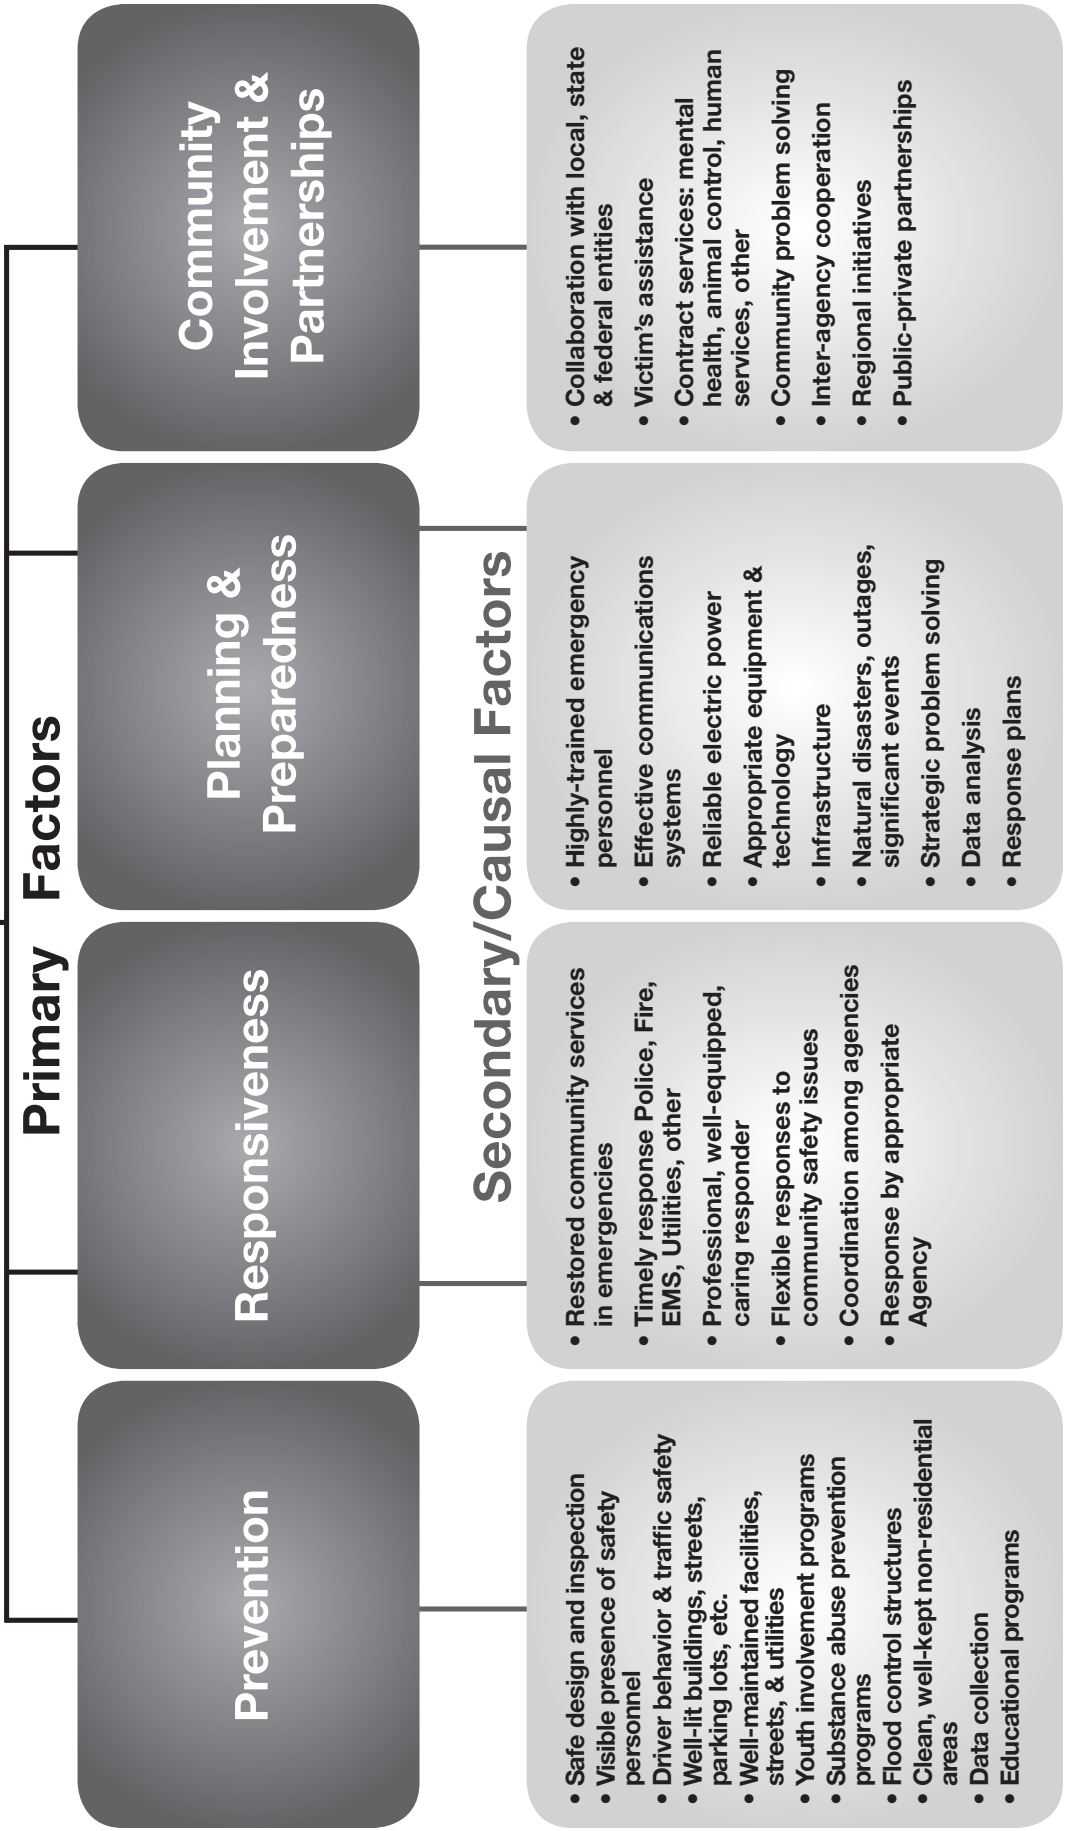 Primary Factors
Prevention
Responsiveness
Planning &
Preparedness
Community
Involvement &
Partnerships
Secondary/Causal Factors
• Safe design and inspection
• Visible presence of safety
personnel
• Driver behavior & traffic safety
• Well-lit buildings, streets,
parking lots, etc.
• Well-maintained facilities,
streets, & utilities
• Youth involvement programs
• Substance abuse prevention
programs
• Flood control structures
• Clean, well-kept non-residential
areas
• Data collection
• Educational programs
• Restored community services
in emergencies
• Timely response Police, Fire,
EMS, Utilities, other
• Professional, well-equipped,
caring responder
• Flexible responses to
community safety issues
• Coordination among agencies
• Response by appropriate
Agency
• Highly-trained emergency
personnel
• Effective communications
systems
• Reliable electric power
• Appropriate equipment &
technology
• Infrastructure
• Natural disasters, outages,
significant events
• Strategic problem solving
• Data analysis
• Response plans
• Collaboration with local, state
& federal entities
• Victim's assistance
• Contract services: mental
health, animal control, human
services, other
• Community problem solving
• Inter-agency cooperation
• Regional initiatives
• Public-private partnerships